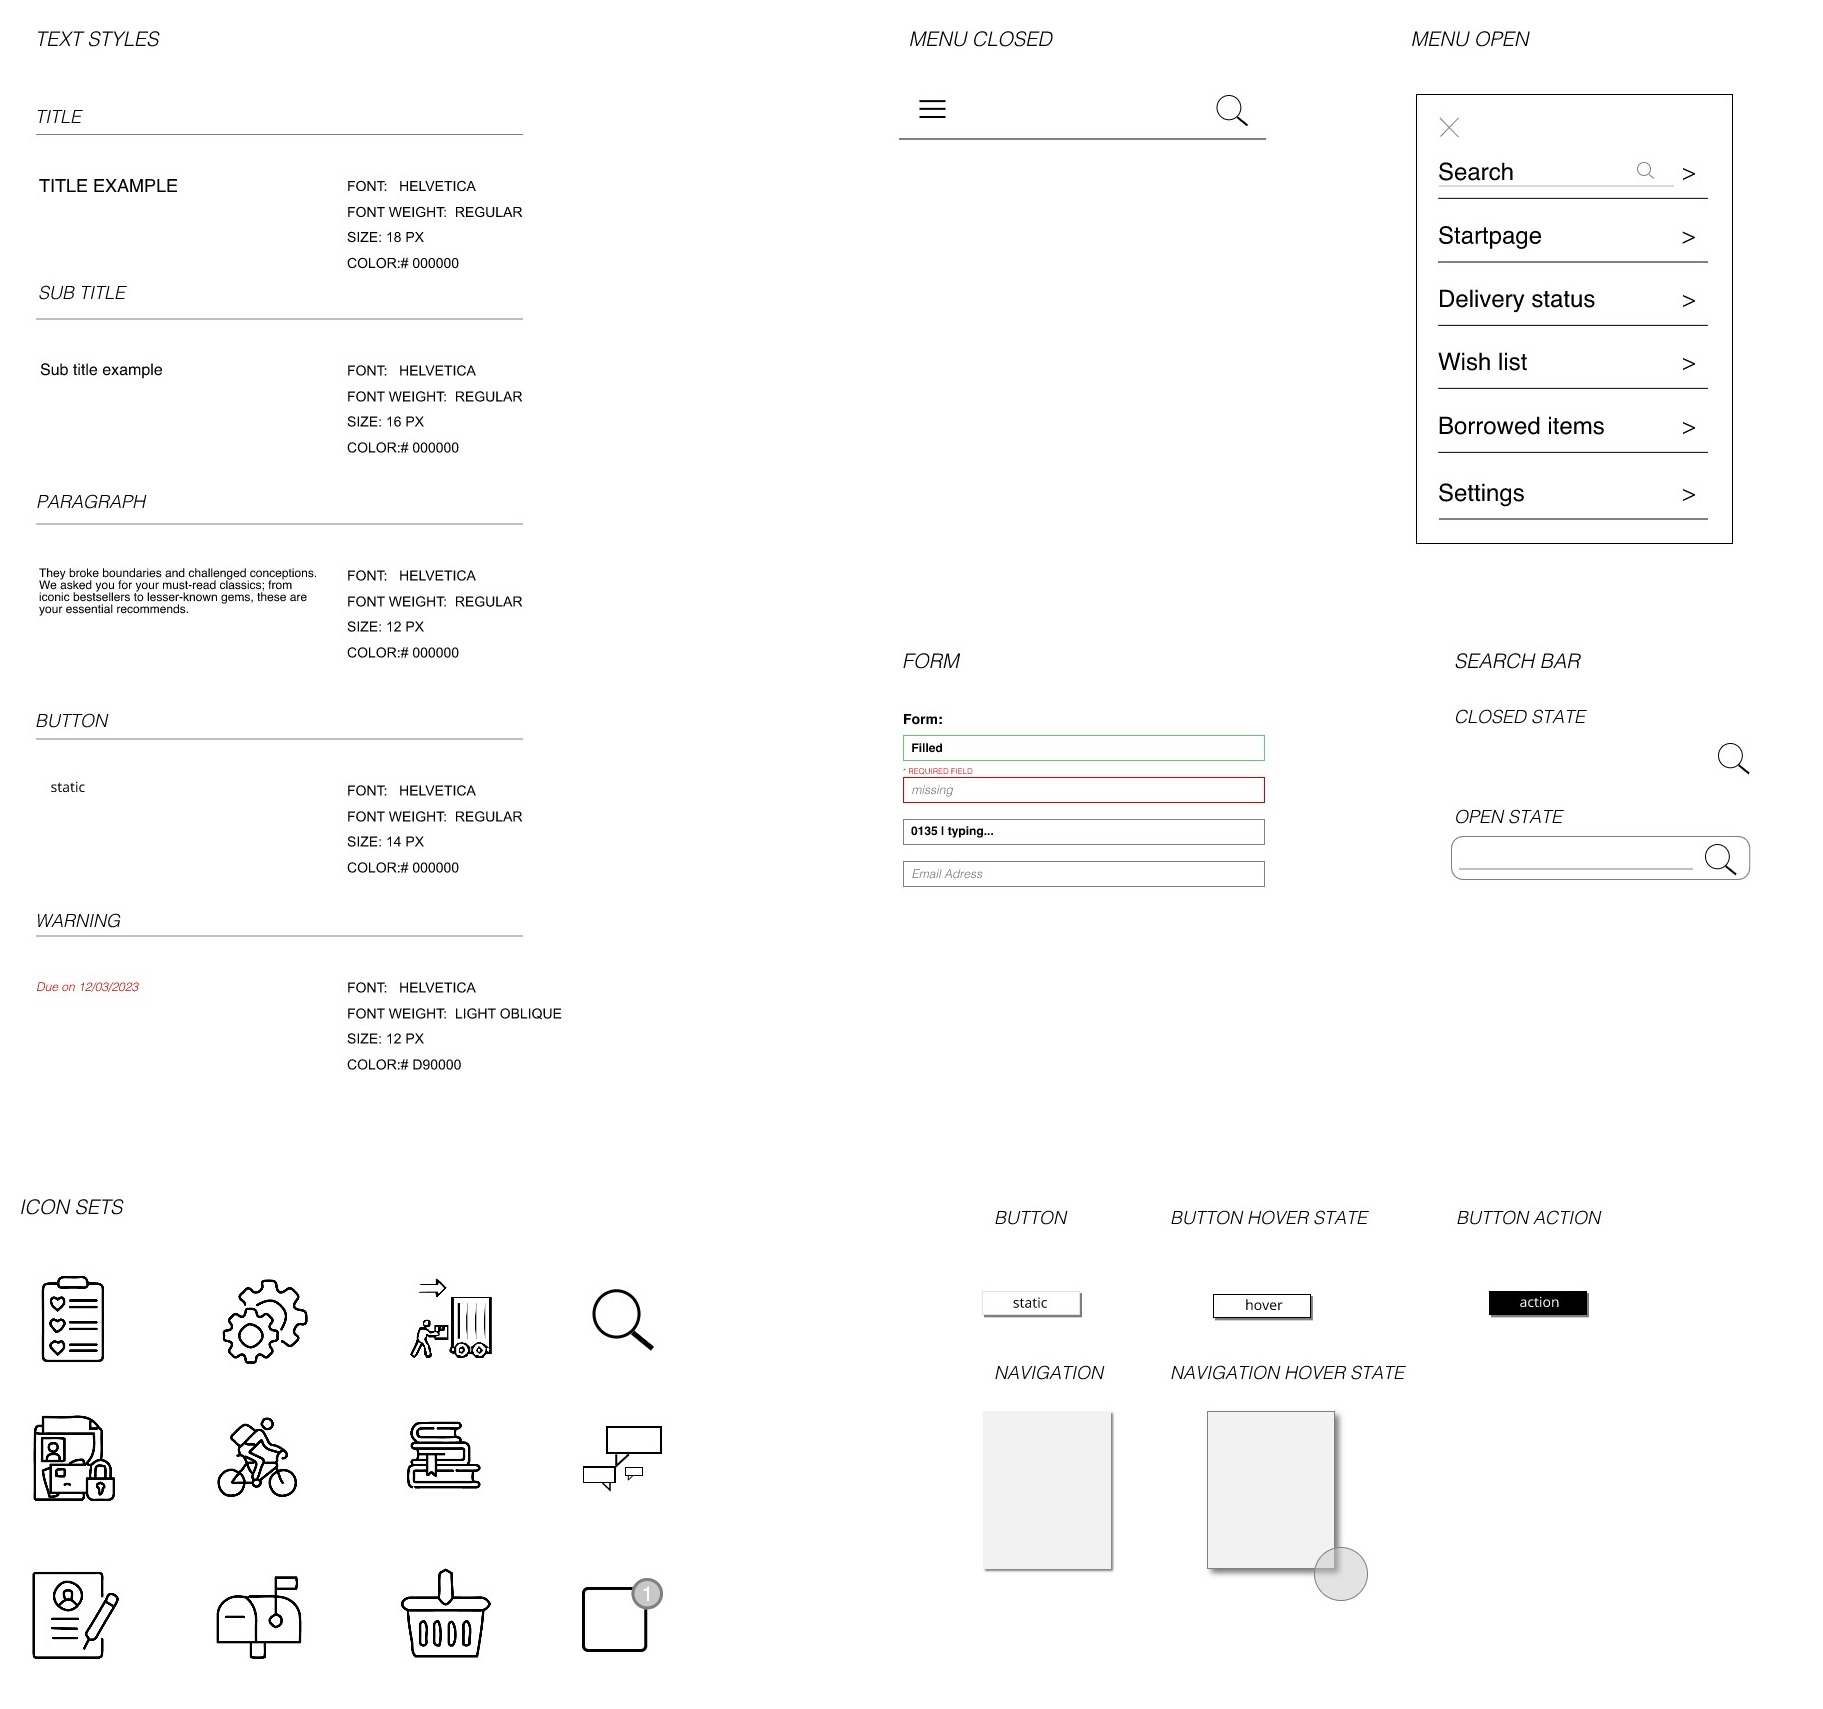 TEXT STYLES
TITLE
TITLE EXAMPLE
FONT: HELVETICA
FONT WEIGHT: REGULAR
SIZE: 18 PX
COLOR:# 000000
SUB TITLE
Sub title example
FONT: HELVETICA
FONT WEIGHT: REGULAR
SIZE: 16 PX
COLOR:# 000000
PARAGRAPH
They broke boundaries and challenged conceptions.
We asked you for your must-read classics; from
iconic bestsellers to lesser-known gems, these are
your essential recommends.
FONT: HELVETICA
FONT WEIGHT: REGULAR
SIZE: 12 PX
COLOR:# 000000
BUTTON
static
FONT: HELVETICA
FONT WEIGHT: REGULAR
SIZE: 14 PX
COLOR:# 000000
WARNING
Due on 12/03/2023
FONT: HELVETICA
FONT WEIGHT: LIGHT OBLIQUE
SIZE: 12 PX
COLOR:# D90000
MENU CLOSED
MENU OPEN
Search >
Startpage >
Delivery status >
Wish list >
Borrowed items >
Settings >
FORM
Form:
Filled
* REQUIRED FIELD
missing
0135 | typing...
Email Adress
SEARCH BAR
CLOSED STATE
OPEN STATE
ICON SETS
1
BUTTON
static
BUTTON HOVER STATE
hover
BUTTON ACTION
action
NAVIGATION
NAVIGATION HOVER STATE